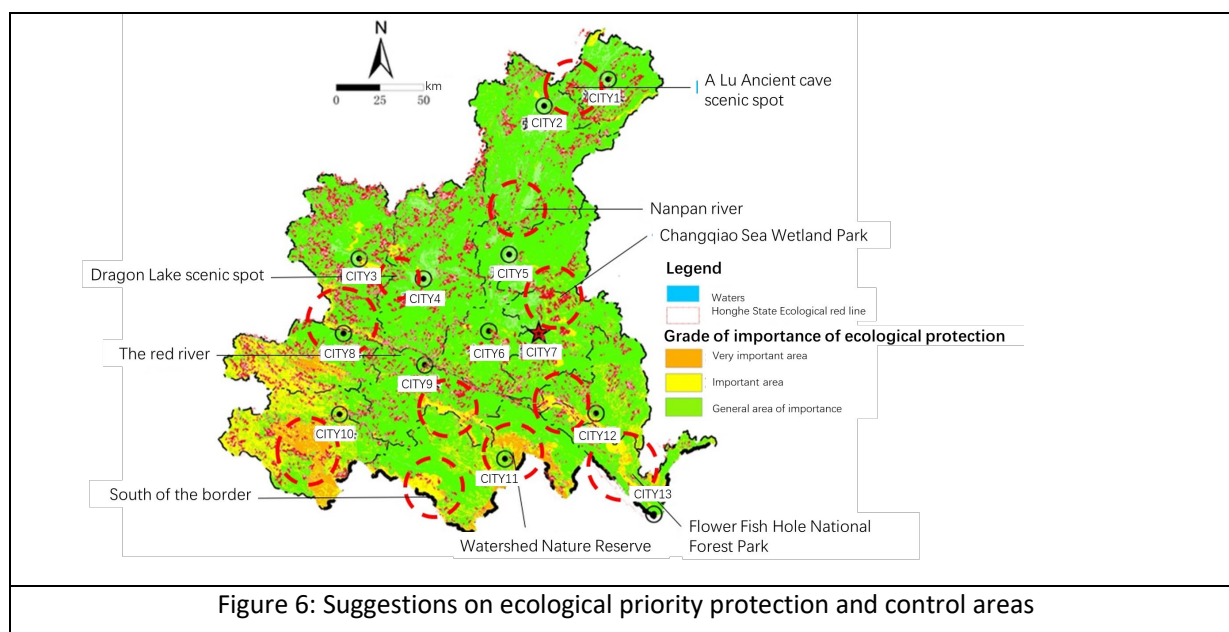 N
km
0 25 50
A Lu Ancient cave
scenic spot
CITY1
CITY2
Nanpan river
Changqiao Sea Wetland Park
Dragon Lake scenic spot
CITY3
CITY4
CITY5
Legend
Waters
Honghe State Ecological red line
Grade of importance of ecological protection
Very important area
Important area
General area of importance
The red river
CITY8
CITY6
CITY7
CITY9
CITY10
CITY12
CITY11
CITY13
South of the border
Watershed Nature Reserve
Flower Fish Hole National
Forest Park
Figure 6: Suggestions on ecological priority protection and control areas